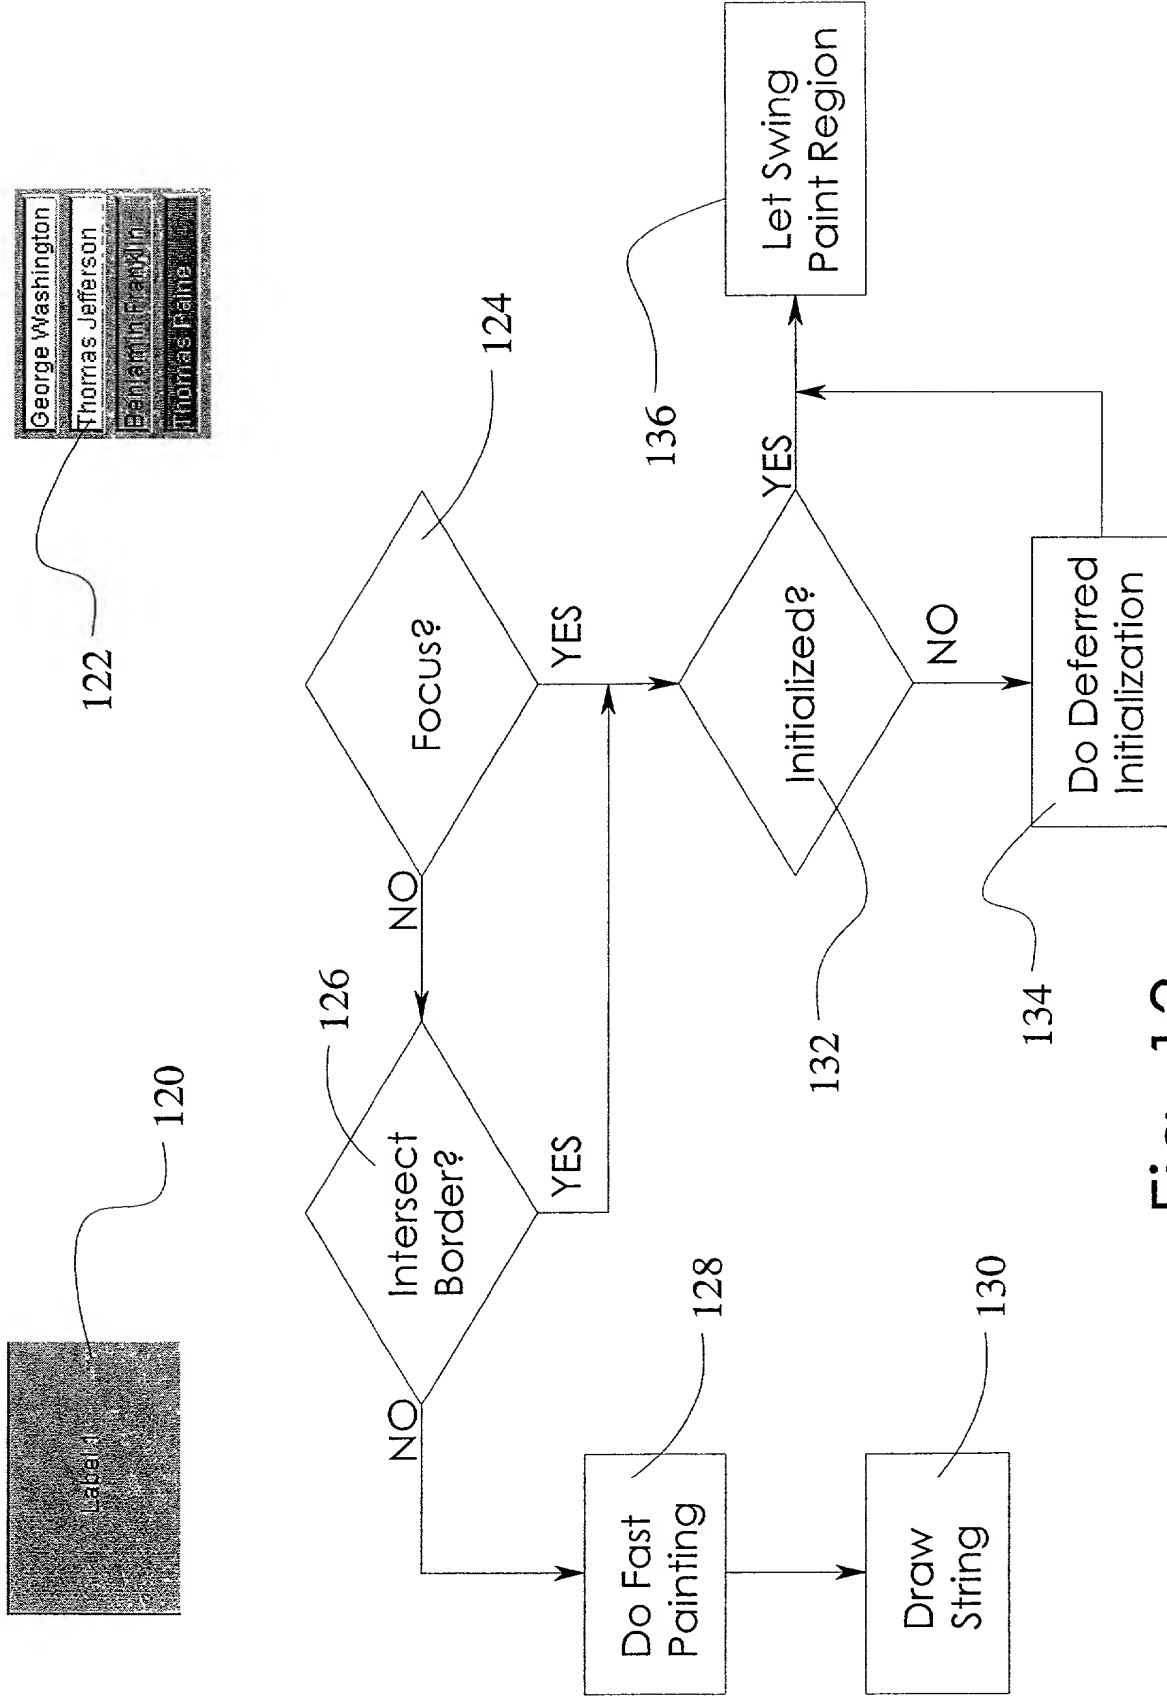 Label 1
120
George Washington
Thomas Jefferson
Benjamin Franklin
Thomas Paine
122
Focus?
124
NO
YES
Intersect
Border?
126
NO
YES
Do Fast
Painting
128
Draw
String
130
Initialized?
132
YES
NO
Do Deferred
Initialization
134
Let Swing
Paint Region
136